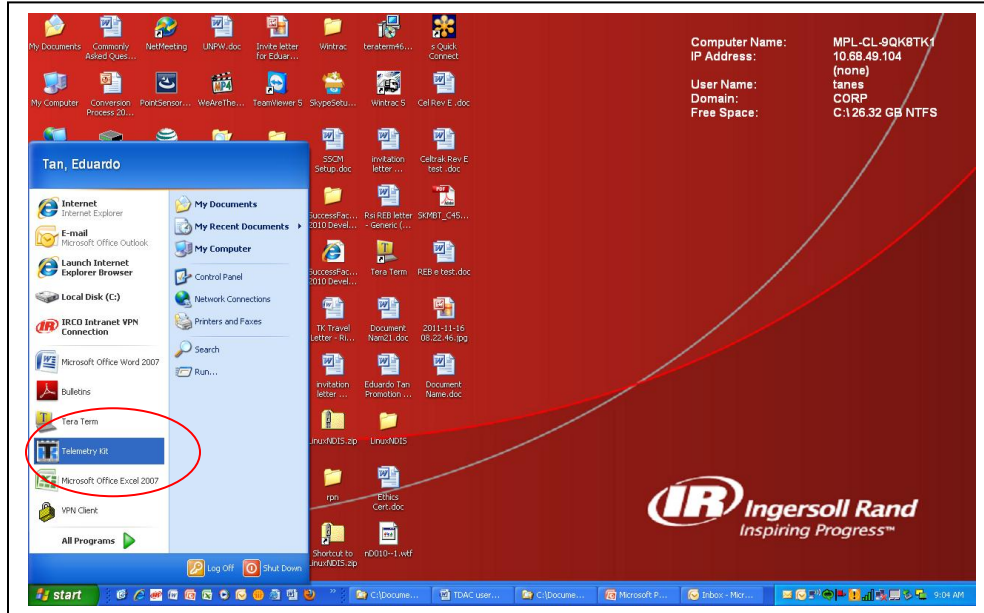 My Documents
Commonly Asked Ques...
NetMeeting
UNPW.doc
Invite letter for Eduar...
Wintrac
teraterm46...
s Quick Connect
My Computer
Conversion Process 20...
PointSensor...
WeAreThe...
TeamViewer 5
SkypeSetu...
Wintrac 5
Cel Rev E .doc
Computer Name: MPL-CL-9QK8TK1
IP Address: 10.68.49.104
(none)
User Name: tanes
Domain: CORP
Free Space: C:\ 26.32 GB NTFS
SSCM Setup.doc
invitation letter ...
Celtrak Rev E test .doc
SuccessFac... 2010 Devel...
Rsi REB letter - Generic (...
SKMBT_C45...
SuccessFac... 2010 Devel...
Tera Term
REB e test.doc
TK Travel Letter - Ri...
Document Nam21.doc
2011-11-16 08.22.46.jpg
invitation letter ...
Eduardo Tan Promotion ...
Document Name.doc
LinuxNDIS.zip
LinuxNDIS
rpn
Ethics Cert.doc
Shortcut to LinuxNDIS.zip
nD010--1.wtf
Tan, Eduardo
Internet
Internet Explorer
E-mail
Microsoft Office Outlook
Launch Internet Explorer Browser
Local Disk (C:)
IRCO Intranet VPN Connection
Microsoft Office Word 2007
Bulletins
Tera Term
Telemetry Kit
Microsoft Office Excel 2007
VPN Client
All Programs
My Documents
My Recent Documents
My Computer
Control Panel
Network Connections
Printers and Faxes
Search
Run...
Log Off
Shut Down
IR Ingersoll Rand
Inspiring Progress™
start
C:\Docume...
TDAC user...
C:\Docume...
Microsoft P...
Inbox - Micr...
9:04 AM